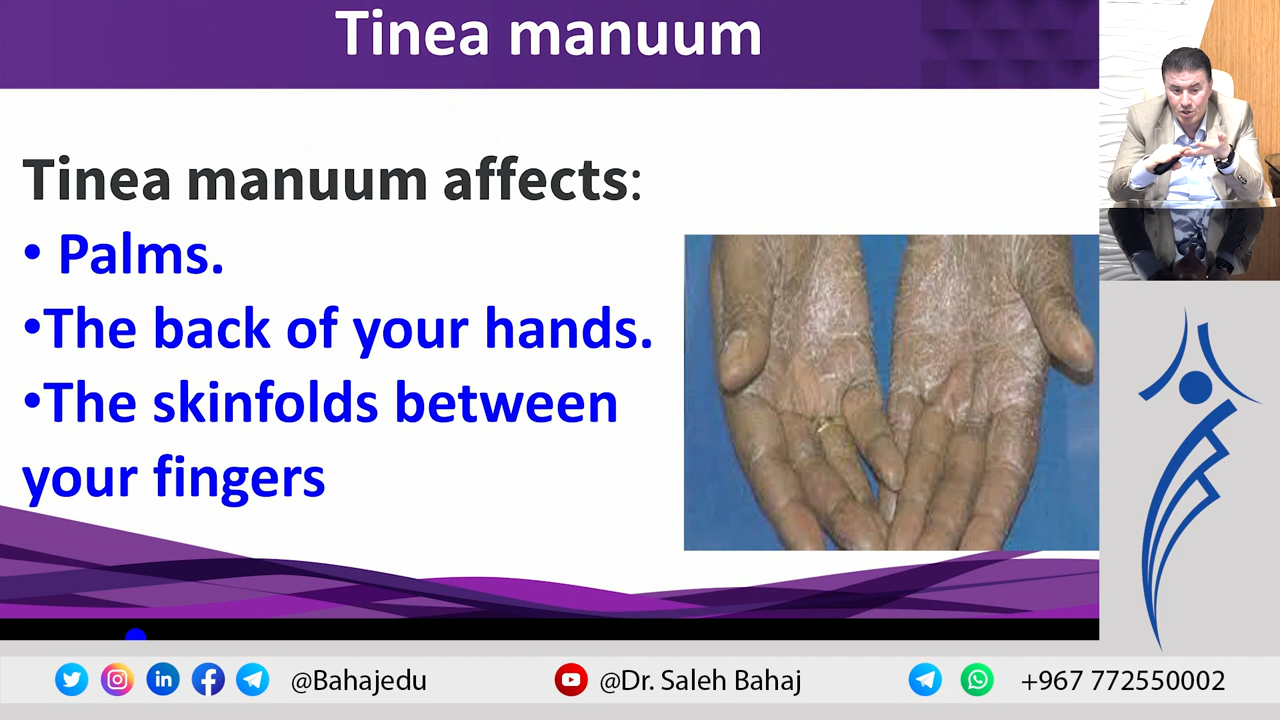 Tinea manuum
Tinea manuum affects:
• Palms.
•The back of your hands.
•The skinfolds between
your fingers
@Bahajedu
@Dr. Saleh Bahaj
+967 772550002